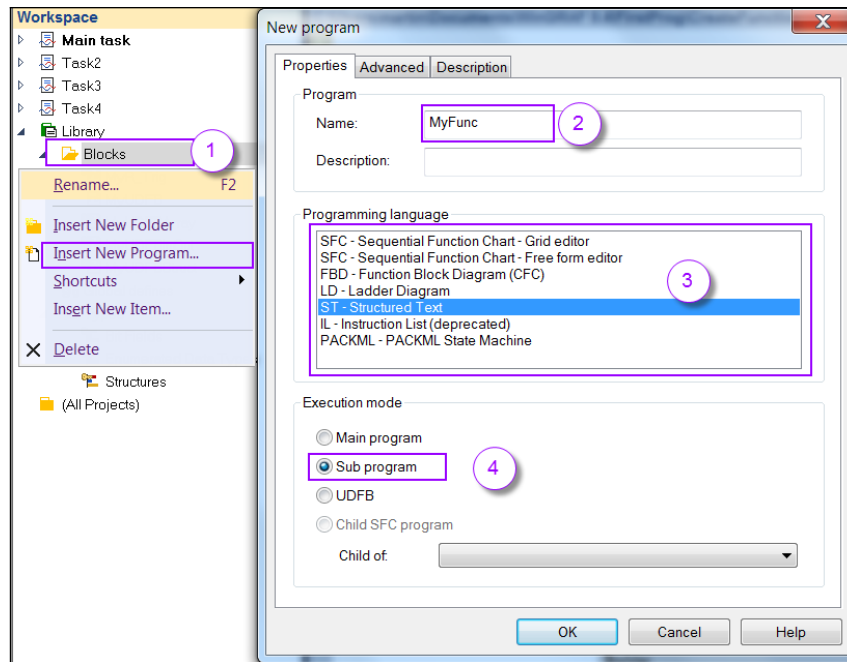 Workspace
Main task
Task2
Task3
Task4
Library
Blocks
1
Rename... F2
Insert New Folder
Insert New Program...
Shortcuts
Insert New Item...
Delete
Structures
(All Projects)
New program
Properties Advanced Description
Program
Name: MyFunc 2
Description:
Programming language
SFC - Sequential Function Chart - Grid editor
SFC - Sequential Function Chart - Free form editor
FBD - Function Block Diagram (CFC)
LD - Ladder Diagram
ST - Structured Text
IL - Instruction List (deprecated)
PACKML - PACKML State Machine
3
Execution mode
Main program
Sub program 4
UDFB
Child SFC program
Child of:
OK Cancel Help